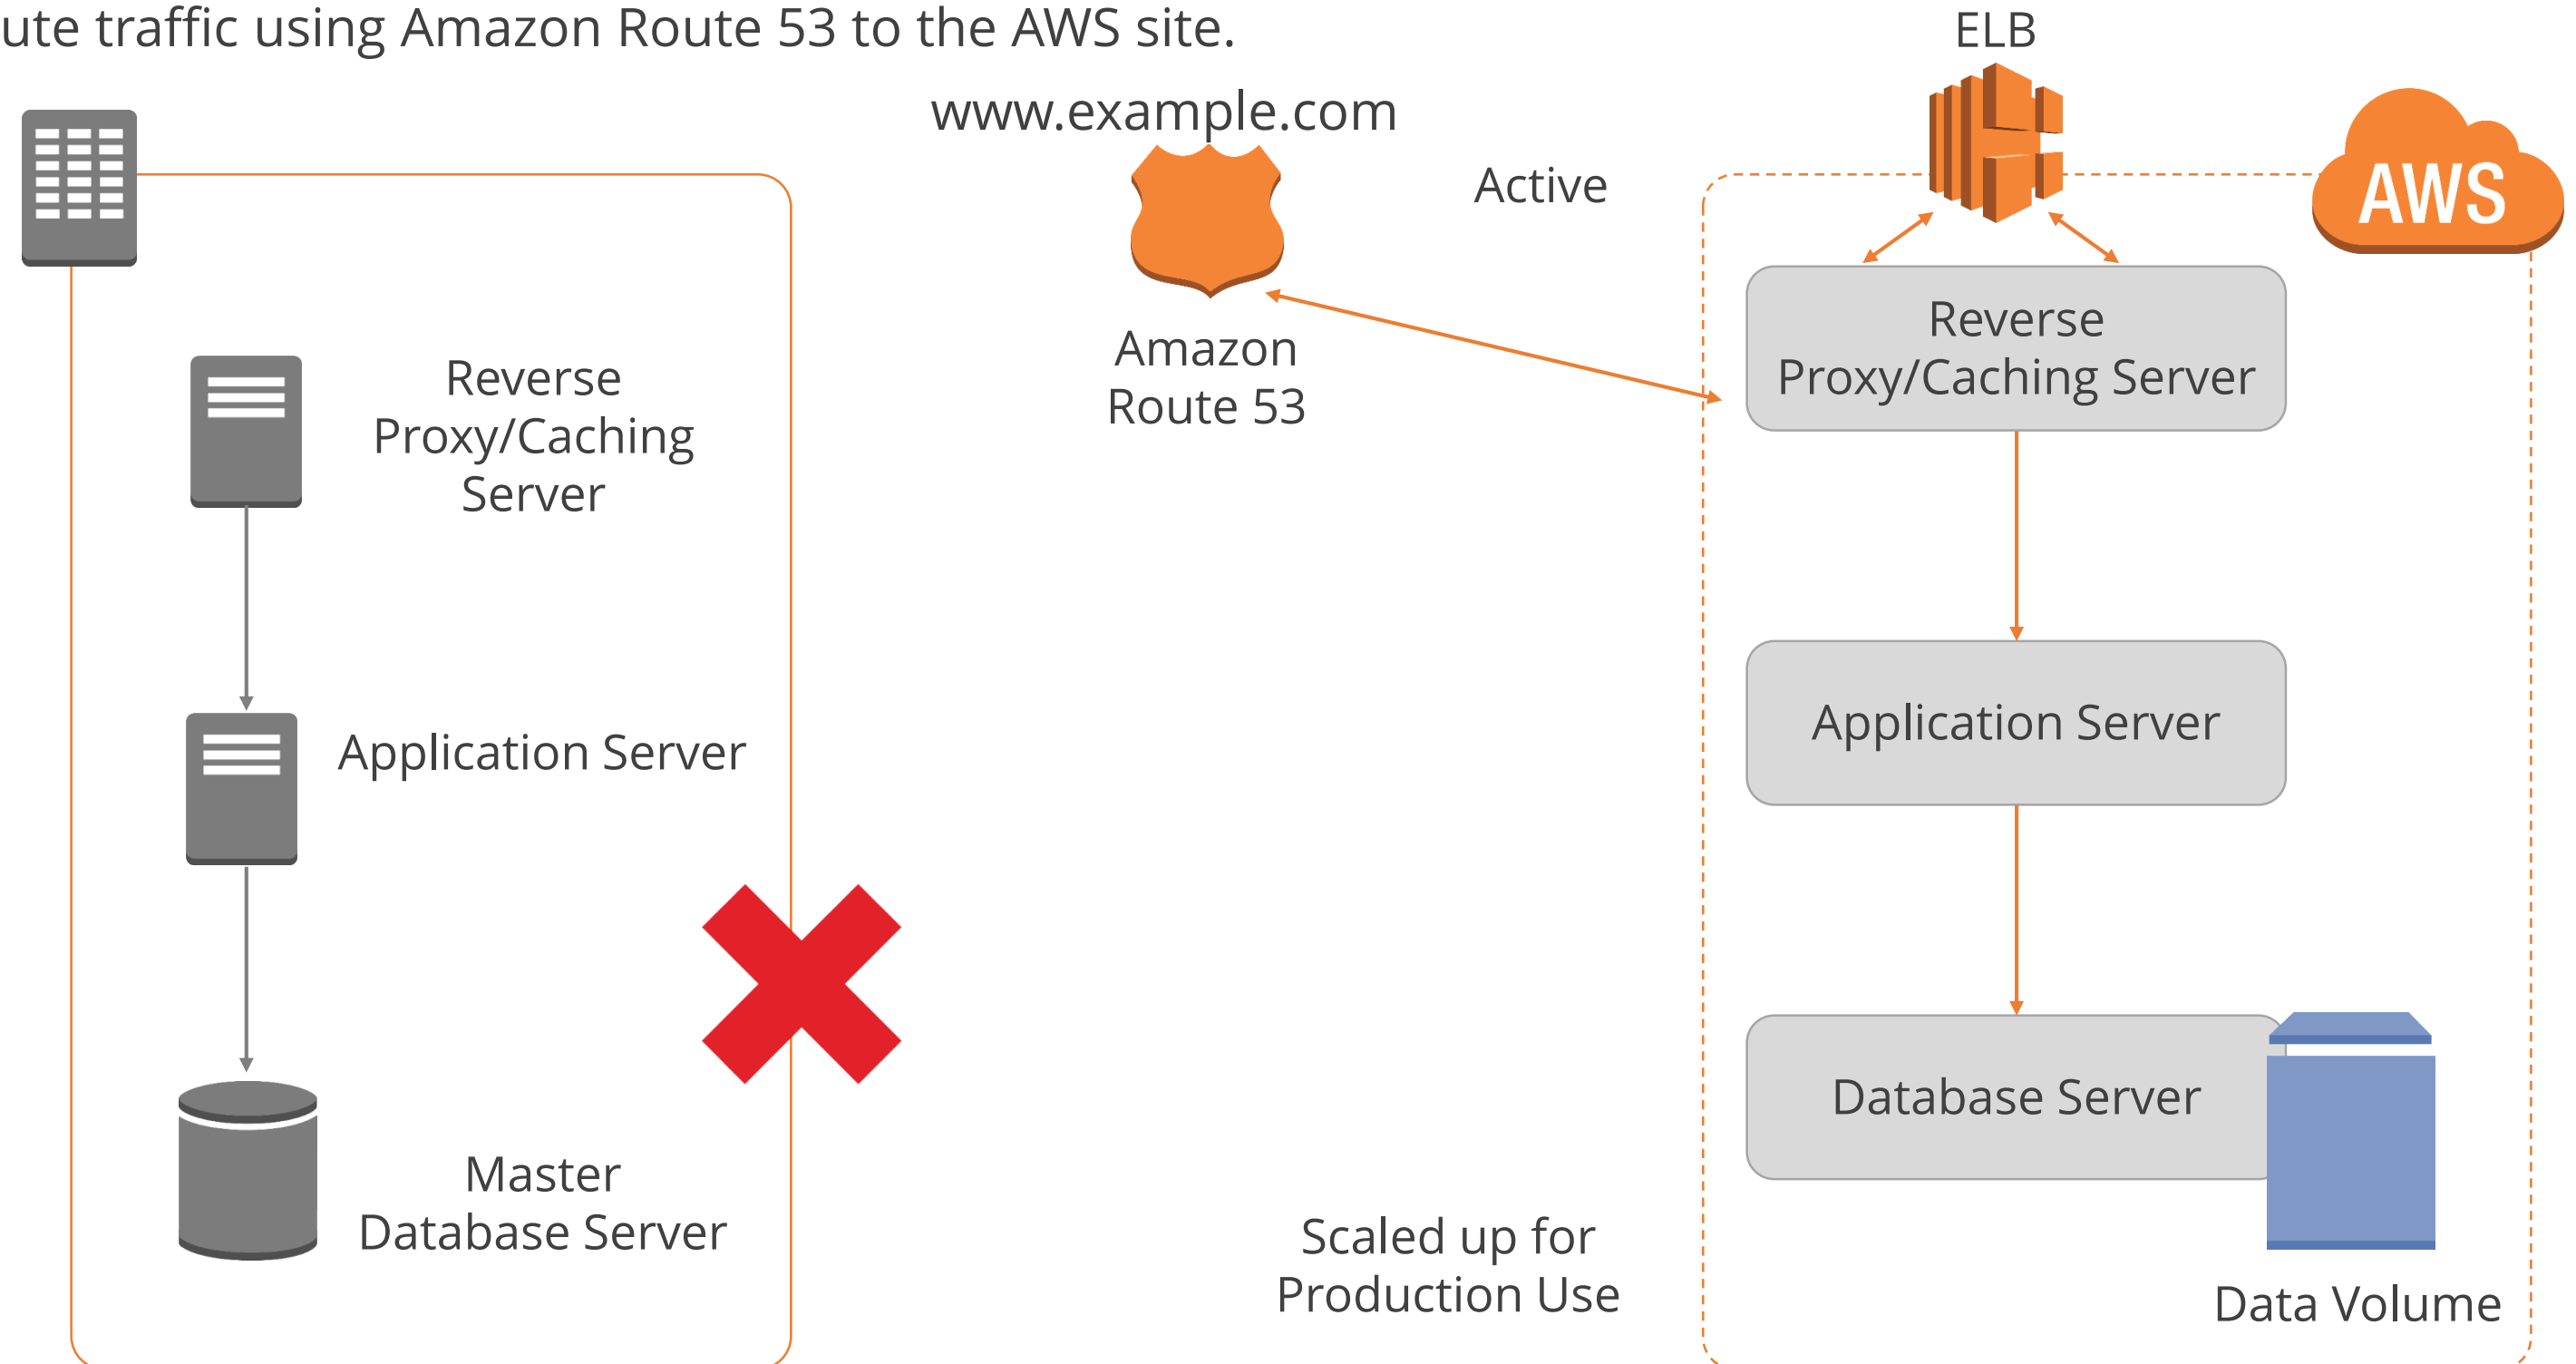 ute traffic using Amazon Route 53 to the AWS site.
ELB
www.example.com
Active
AWS
Amazon
Route 53
Reverse
Proxy/Caching
Server
Reverse
Proxy/Caching Server
Application Server
Application Server
Master
Database Server
Database Server
Scaled up for
Production Use
Data Volume